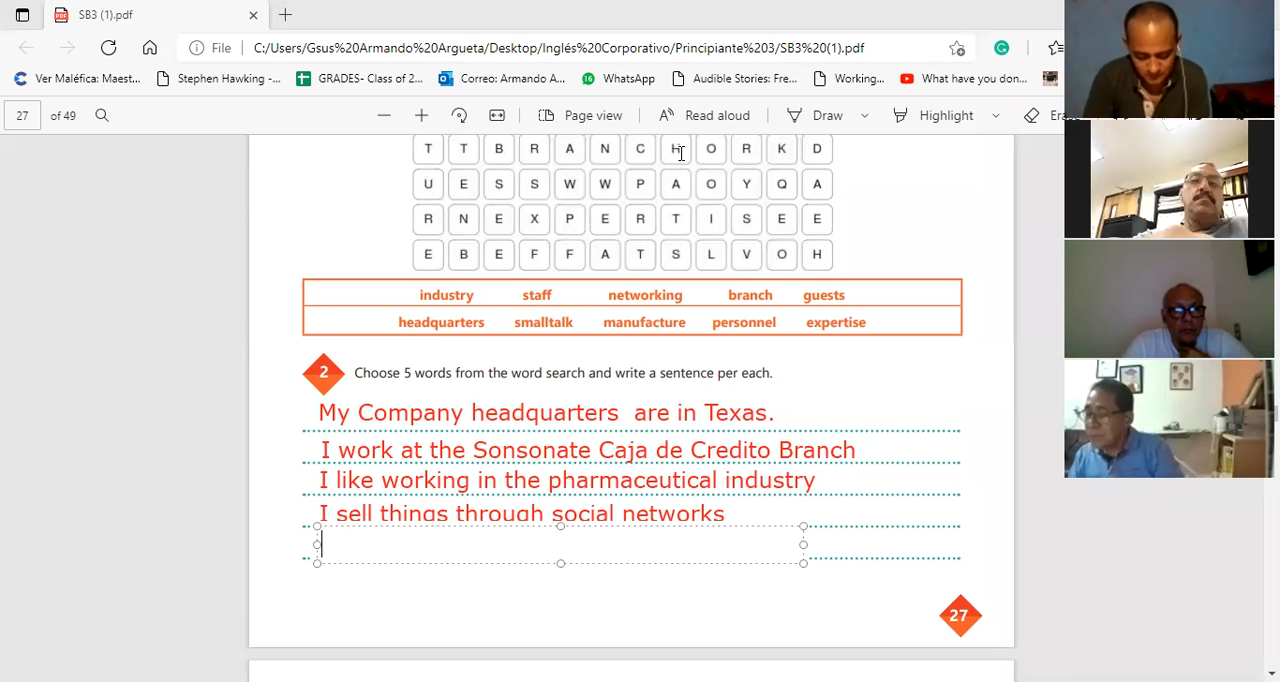 SB3 (1).pdf
File C:/Users/Gsus%20Armando%20Argueta/Desktop/Inglés%20Corporativo/Principiante%203/SB3%20(1).pdf
Ver Maléfica: Maest... Stephen Hawking -... GRADES- Class of 2... Correo: Armando A... WhatsApp Audible Stories: Fre... Working... What have you don...
27 of 49 Page view Read aloud Draw Highlight
T T B R A N C H O R K D
U E S S W W P A O Y Q A
R N E X P E R T I S E E
E B E F F A T S L V O H
industry staff networking branch guests
headquarters smalltalk manufacture personnel expertise
2 Choose 5 words from the word search and write a sentence per each.
My Company headquarters are in Texas.
I work at the Sonsonate Caja de Credito Branch
I like working in the pharmaceutical industry
I sell things through social networks
27